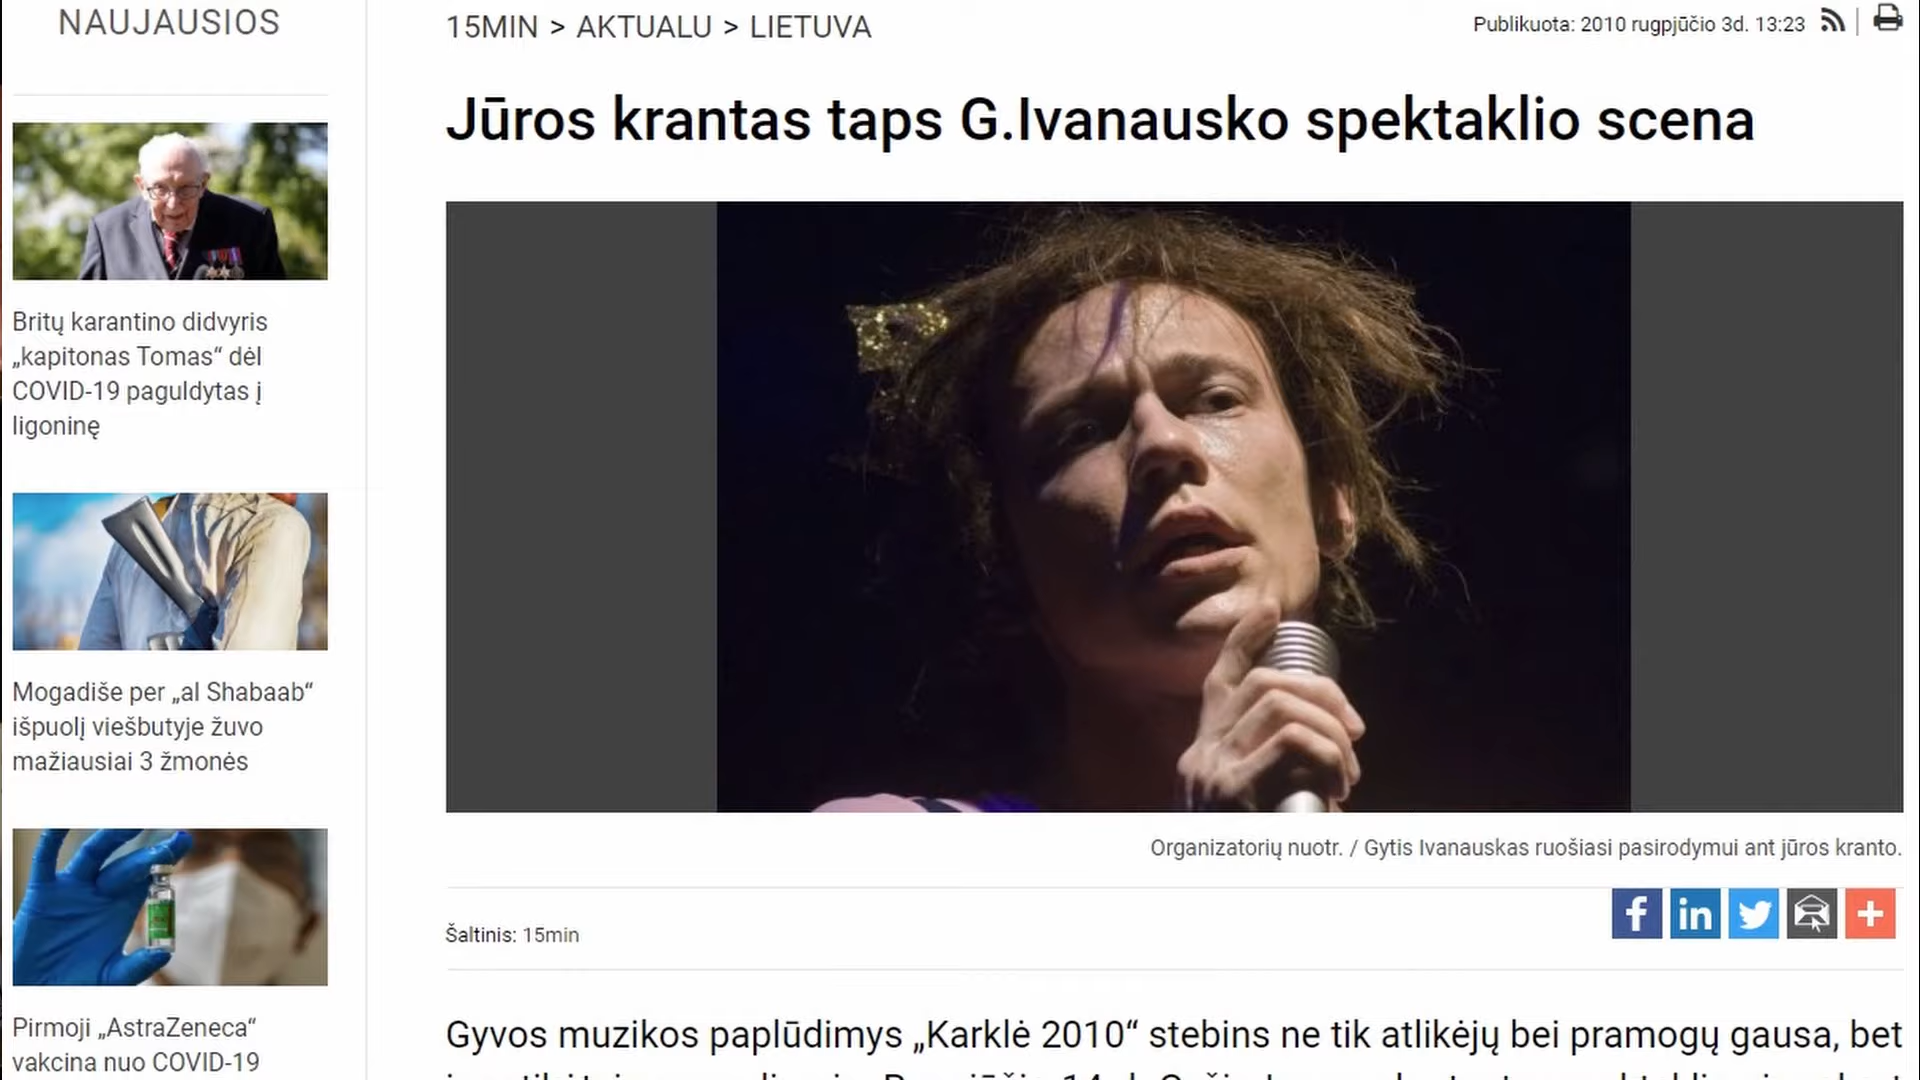 NAUJAUSIOS
Britų karantino didvyris
„kapitonas Tomas“ dėl
COVID-19 paguldytas į
ligoninę
Mogadiše per „al Shabaab“
išpuolį viešbutyje žuvo
mažiausiai 3 žmonės
Pirmoji „AstraZeneca“
vakcina nuo COVID-19
15MIN > AKTUALU > LIETUVA
Publikuota: 2010 rugpjūčio 3d. 13:23
Jūros krantas taps G.Ivanausko spektaklio scena
Organizatorių nuotr. / Gytis Ivanauskas ruošiasi pasirodymui ant jūros kranto.
Šaltinis: 15min
Gyvos muzikos paplūdimys „Karklė 2010“ stebins ne tik atlikėjų bei pramogų gausa, bet